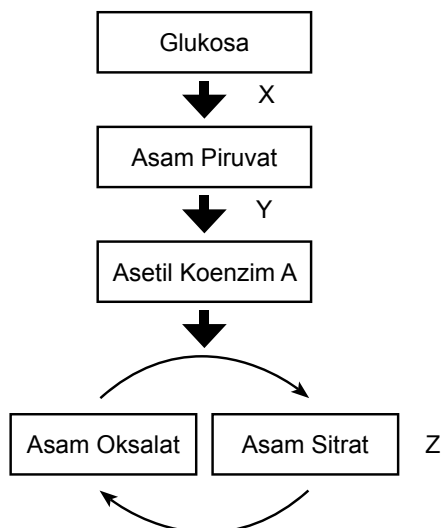 Glukosa
X
Asam Piruvat
Y
Asetil Koenzim A
Asam Oksalat
Asam Sitrat
Z